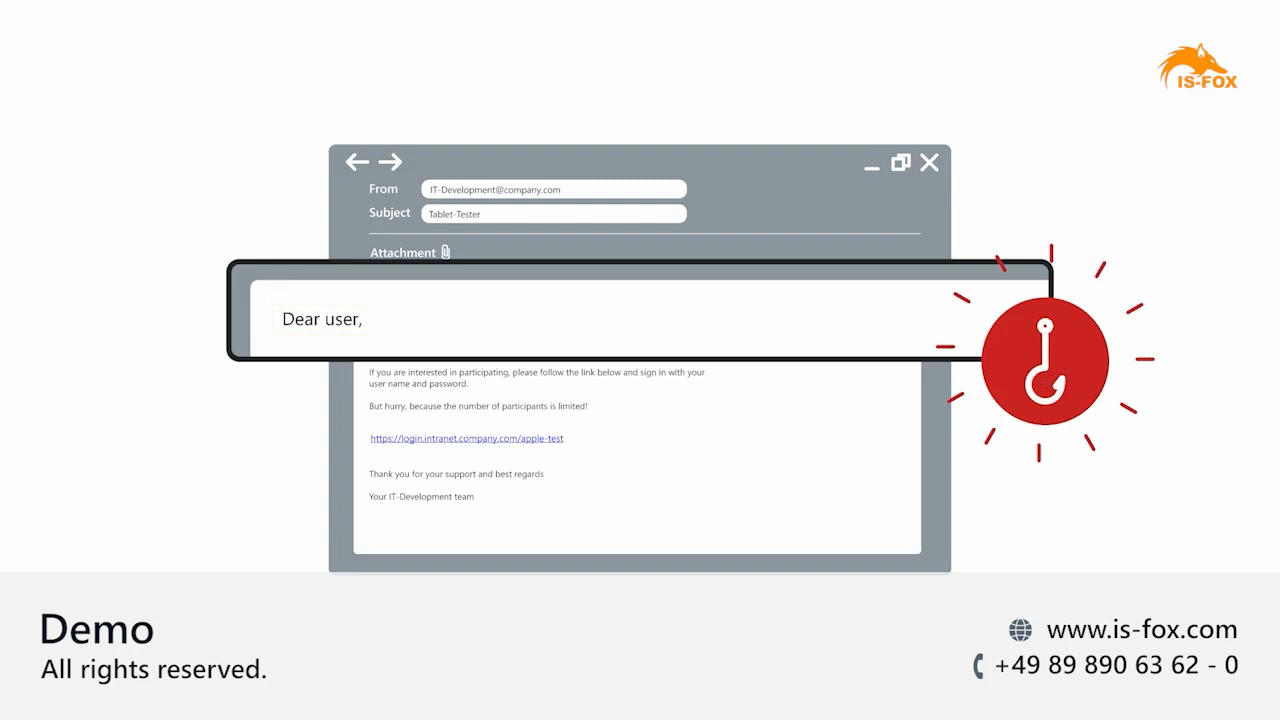 IS-FOX
From IT-Development@company.com
Subject Tablet-Tester
Attachment
Dear user,
If you are interested in participating, please follow the link below and sign in with your
user name and password.
But hurry, because the number of participants is limited!
https://login.intranet.company.com/apple-test
Thank you for your support and best regards
Your IT-Development team
Demo
All rights reserved.
www.is-fox.com
+49 89 890 63 62 - 0